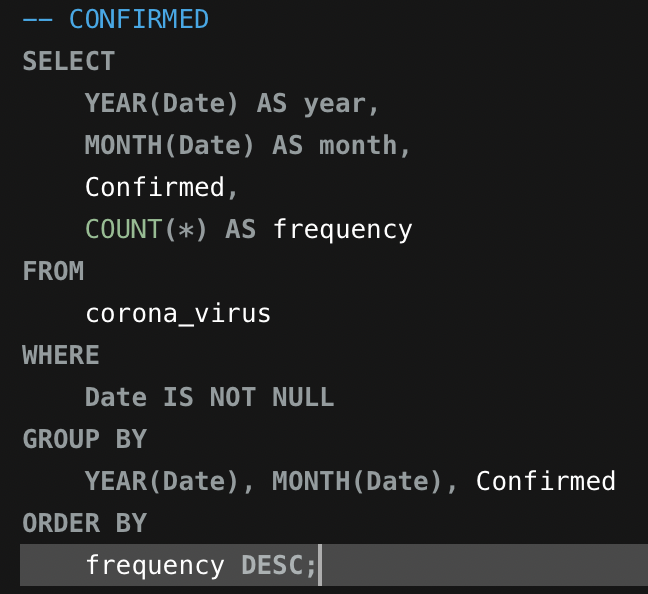 -- CONFIRMED
SELECT
    YEAR(Date) AS year,
    MONTH(Date) AS month,
    Confirmed,
    COUNT(*) AS frequency
FROM
    corona_virus
WHERE
    Date IS NOT NULL
GROUP BY
    YEAR(Date), MONTH(Date), Confirmed
ORDER BY
    frequency DESC;